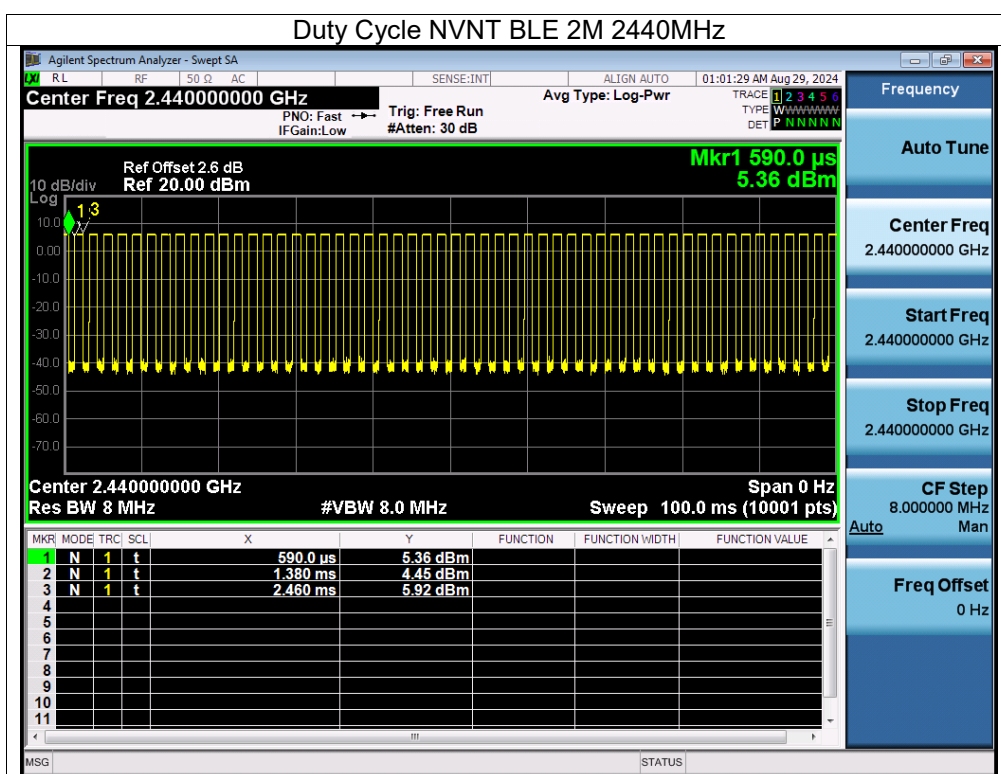 Duty Cycle NVNT BLE 2M 2440MHz
Agilent Spectrum Analyzer - Swept SA
LXI RL RF 50 Ω AC SENSE:INT ALIGN AUTO 01:01:29 AM Aug 29, 2024
Center Freq 2.440000000 GHz
PNO: Fast
IFGain:Low
Trig: Free Run
#Atten: 30 dB
Avg Type: Log-Pwr
TRACE 1 2 3 4 5 6
TYPE WWWWWW
DET P N N N N N
Mkr1 590.0 µs
5.36 dBm
Ref Offset 2.6 dB
Ref 20.00 dBm
10 dB/div
Log
1 3
10.0
0.00
-10.0
-20.0
-30.0
-40.0
-50.0
-60.0
-70.0
Center 2.440000000 GHz Span 0 Hz
Res BW 8 MHz #VBW 8.0 MHz Sweep 100.0 ms (10001 pts)
MKR MODE TRC SCL X Y FUNCTION FUNCTION WIDTH FUNCTION VALUE
1 N 1 t 590.0 µs 5.36 dBm
2 N 1 t 1.380 ms 4.45 dBm
3 N 1 t 2.460 ms 5.92 dBm
4
5
6
7
8
9
10
11
MSG STATUS
Frequency
Auto Tune
Center Freq
2.440000000 GHz
Start Freq
2.440000000 GHz
Stop Freq
2.440000000 GHz
CF Step
8.000000 MHz
Auto Man
Freq Offset
0 Hz